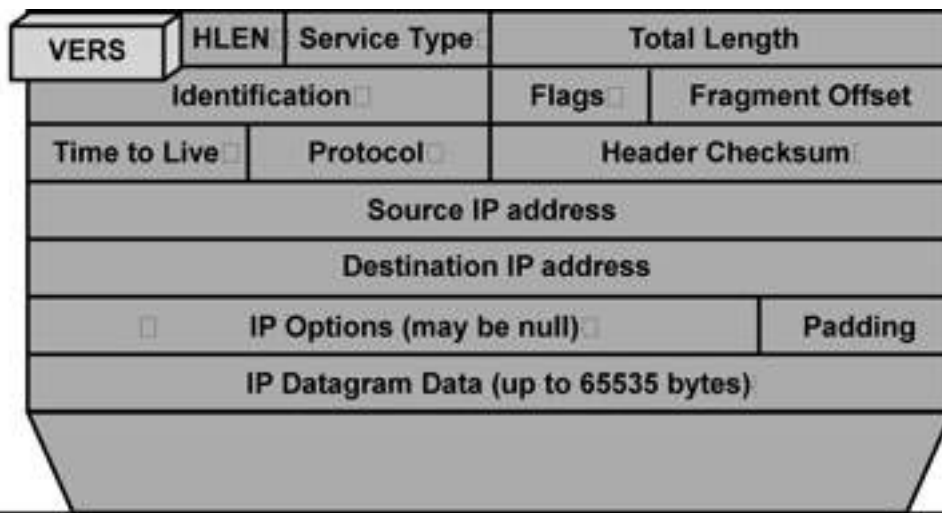 VERS HLEN Service Type Total Length
Identification Flags Fragment Offset
Time to Live Protocol Header Checksum
Source IP address
Destination IP address
IP Options (may be null) Padding
IP Datagram Data (up to 65535 bytes)